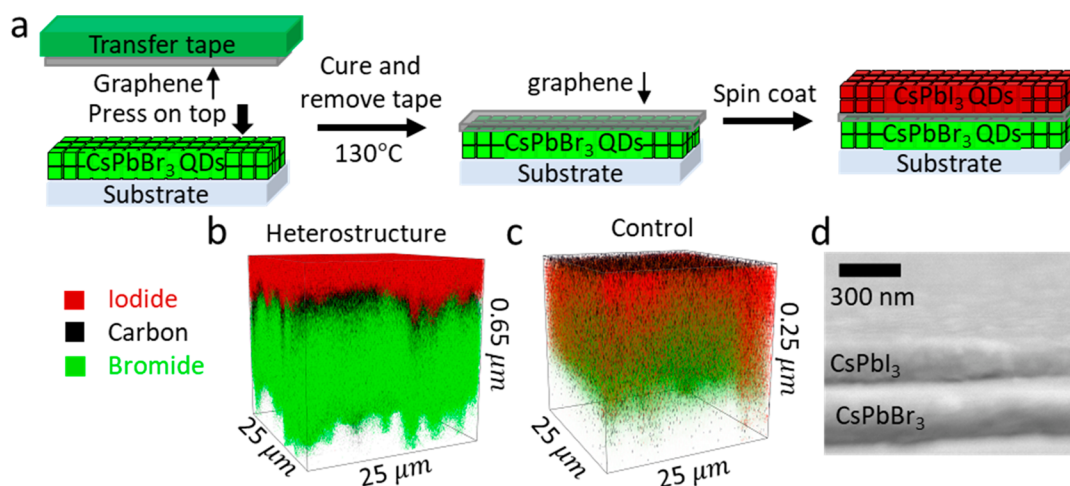 a
Transfer tape
Graphene
Press on top
CsPbBr₃ QDs
Substrate
Cure and
remove tape
130°C
graphene
CsPbBr₃ QDs
Substrate
Spin coat
CsPbI₃ QDs
CsPbBr₃ QDs
Substrate
b
Heterostructure
Iodide
Carbon
Bromide
0.65 μm
25 μm
25 μm
c
Control
0.25 μm
25 μm
25 μm
d
300 nm
CsPbI₃
CsPbBr₃